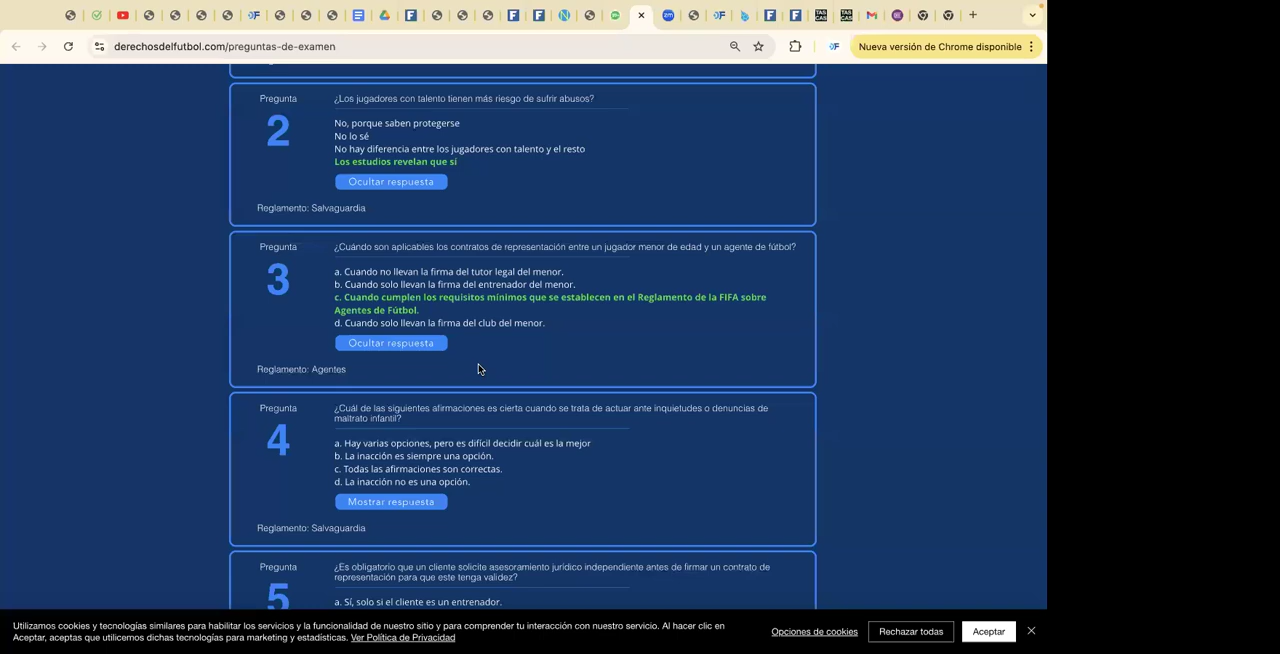 derechosdelfutbol.com/preguntas-de-examen
Nueva versión de Chrome disponible
Pregunta
2
¿Los jugadores con talento tienen más riesgo de sufrir abusos?
No, porque saben protegerse
No lo sé
No hay diferencia entre los jugadores con talento y el resto
Los estudios revelan que sí
Ocultar respuesta
Reglamento: Salvaguardia
Pregunta
3
¿Cuándo son aplicables los contratos de representación entre un jugador menor de edad y un agente de fútbol?
a. Cuando no llevan la firma del tutor legal del menor.
b. Cuando solo llevan la firma del entrenador del menor.
c. Cuando cumplen los requisitos mínimos que se establecen en el Reglamento de la FIFA sobre
Agentes de Fútbol.
d. Cuando solo llevan la firma del club del menor.
Ocultar respuesta
Reglamento: Agentes
Pregunta
4
¿Cuál de las siguientes afirmaciones es cierta cuando se trata de actuar ante inquietudes o denuncias de
maltrato infantil?
a. Hay varias opciones, pero es difícil decidir cuál es la mejor
b. La inacción es siempre una opción.
c. Todas las afirmaciones son correctas.
d. La inacción no es una opción.
Mostrar respuesta
Reglamento: Salvaguardia
Pregunta
5
¿Es obligatorio que un cliente solicite asesoramiento jurídico independiente antes de firmar un contrato de
representación para que este tenga validez?
a. Sí, solo si el cliente es un entrenador.
Utilizamos cookies y tecnologías similares para habilitar los servicios y la funcionalidad de nuestro sitio y para comprender tu interacción con nuestro servicio. Al hacer clic en
Aceptar, aceptas que utilicemos dichas tecnologías para marketing y estadísticas. Ver Política de Privacidad
Opciones de cookies
Rechazar todas
Aceptar